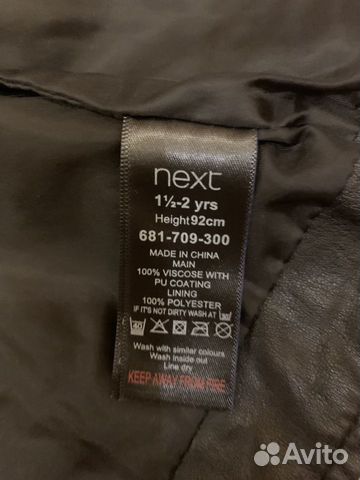 next
1½-2 yrs
Height 92cm
681-709-300
MADE IN CHINA
MAIN
100% VISCOSE WITH
PU COATING
LINING
100% POLYESTER
IF IT'S NOT DIRTY WASH AT
40
Wash with similar colours
Wash inside out
Line dry
KEEP AWAY FROM FIRE
Avito